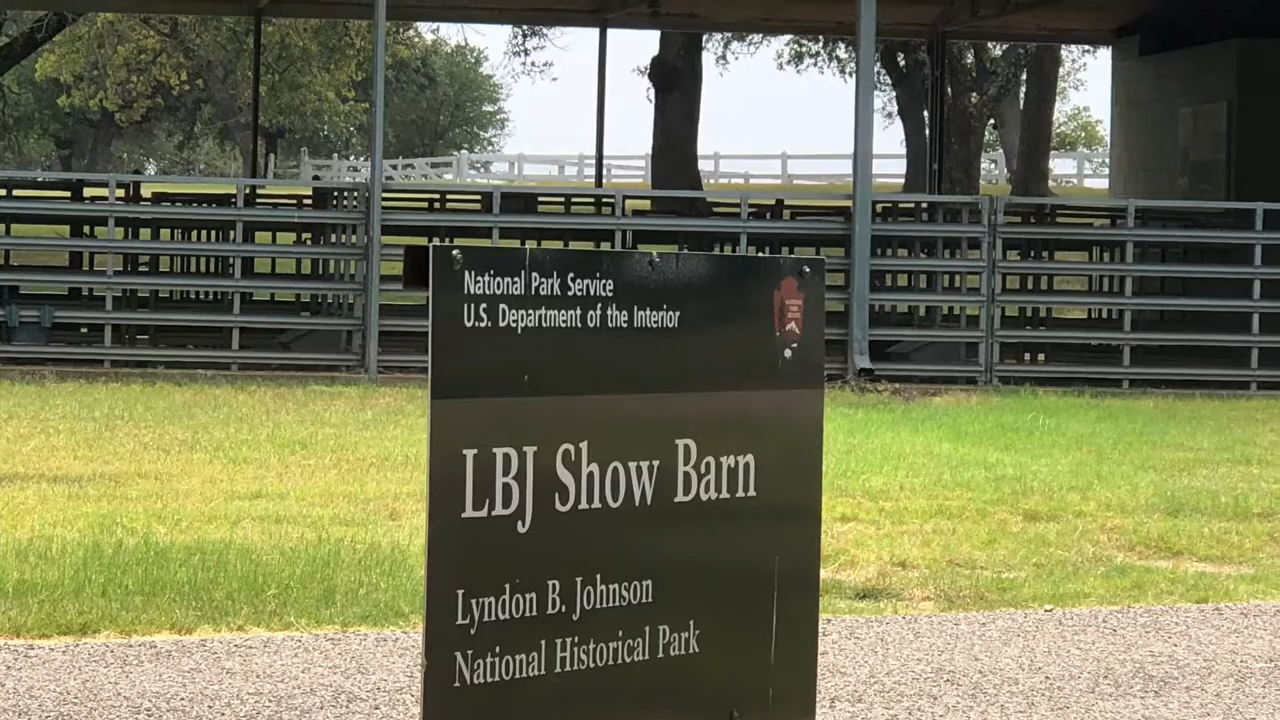 National Park Service
U.S. Department of the Interior
LBJ Show Barn
Lyndon B. Johnson
National Historical Park